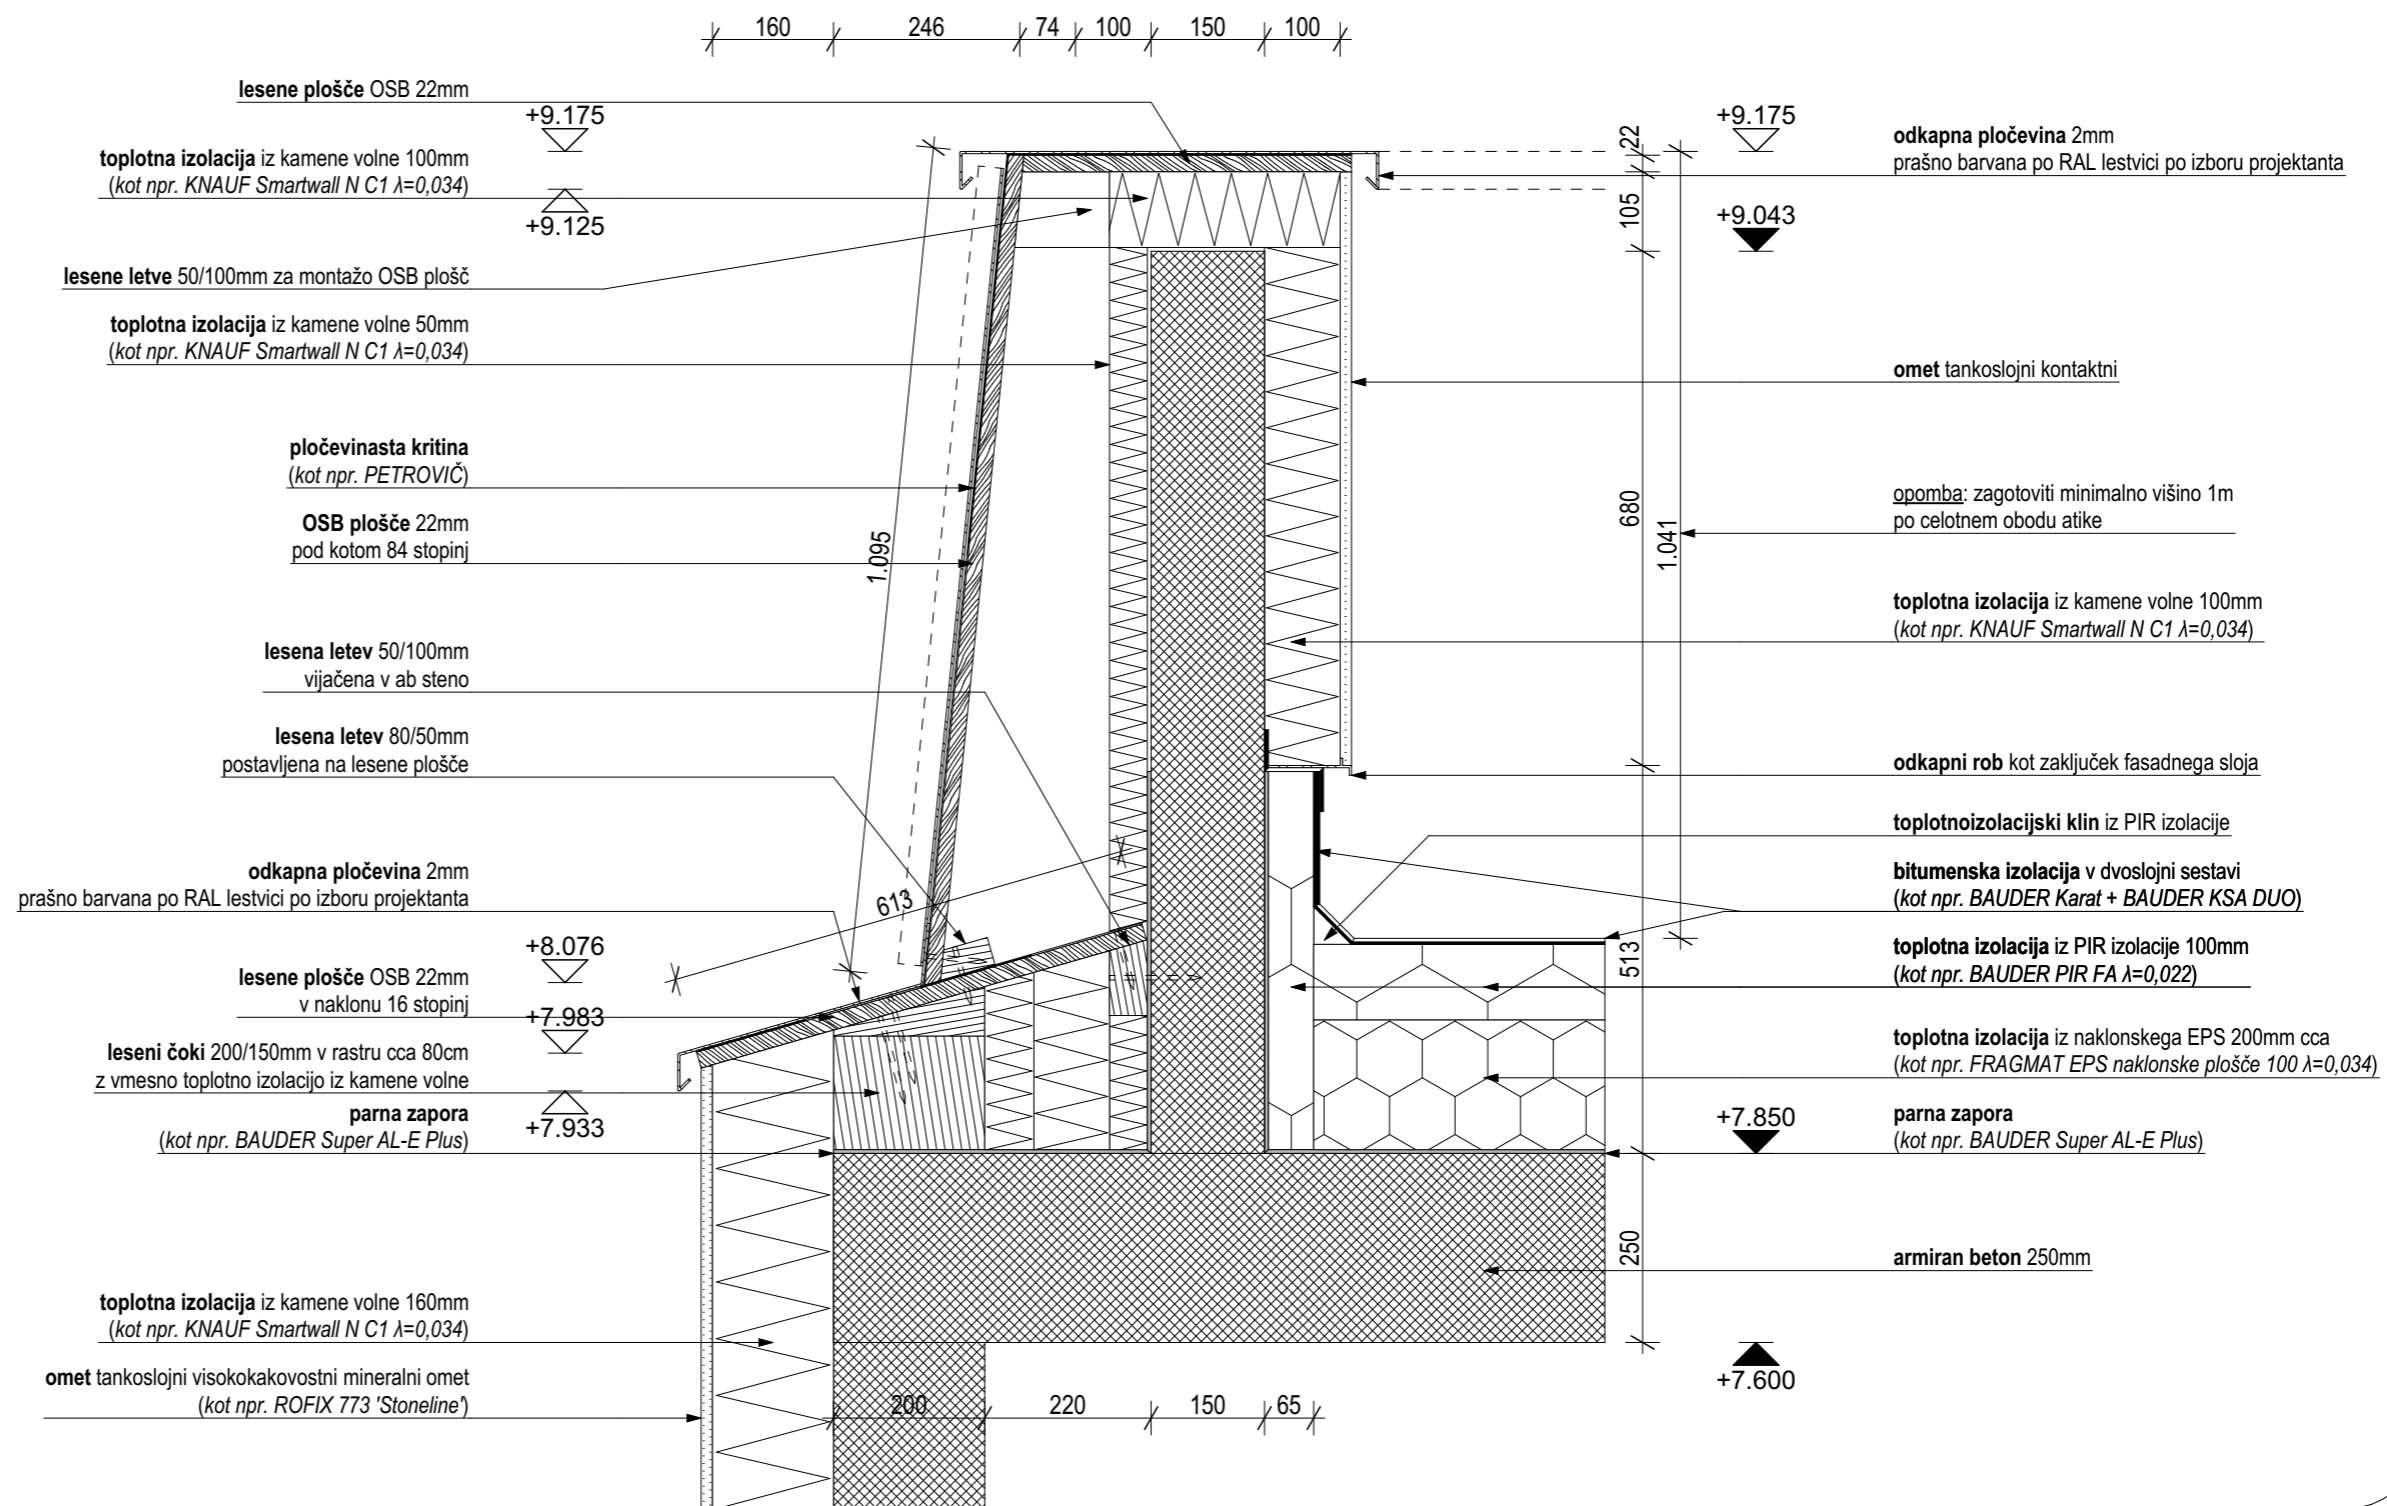 160 246 74 100 150 100
lesene plošče OSB 22mm
+9.175
toplotna izolacija iz kamene volne 100mm
(kot npr. KNAUF Smartwall N C1 λ=0,034)
+9.125
lesene letve 50/100mm za montažo OSB plošč
toplotna izolacija iz kamene volne 50mm
(kot npr. KNAUF Smartwall N C1 λ=0,034)
pločevinasta kritina
(kot npr. PETROVIČ)
OSB plošče 22mm
pod kotom 84 stopinj
lesena letev 50/100mm
vijačena v ab steno
lesena letev 80/50mm
postavljena na lesene plošče
odkapna pločevina 2mm
prašno barvana po RAL lestvici po izboru projektanta
+8.076
lesene plošče OSB 22mm
v naklonu 16 stopinj
+7.983
leseni čoki 200/150mm v rastru cca 80cm
z vmesno toplotno izolacijo iz kamene volne
parna zapora
(kot npr. BAUDER Super AL-E Plus)
+7.933
toplotna izolacija iz kamene volne 160mm
(kot npr. KNAUF Smartwall N C1 λ=0,034)
omet tankoslojni visokokakovostni mineralni omet
(kot npr. ROFIX 773 'Stoneline')
1.095
613
200 220 150 65
22
105
680
1.041
513
250
+9.175
+9.043
+7.850
+7.600
odkapna pločevina 2mm
prašno barvana po RAL lestvici po izboru projektanta
omet tankoslojni kontaktni
opomba: zagotoviti minimalno višino 1m
po celotnem obodu atike
toplotna izolacija iz kamene volne 100mm
(kot npr. KNAUF Smartwall N C1 λ=0,034)
odkapni rob kot zaključek fasadnega sloja
toplotnoizolacijski klin iz PIR izolacije
bitumenska izolacija v dvoslojni sestavi
(kot npr. BAUDER Karat + BAUDER KSA DUO)
toplotna izolacija iz PIR izolacije 100mm
(kot npr. BAUDER PIR FA λ=0,022)
toplotna izolacija iz naklonskega EPS 200mm cca
(kot npr. FRAGMAT EPS naklonske plošče 100 λ=0,034)
parna zapora
(kot npr. BAUDER Super AL-E Plus)
armiran beton 250mm